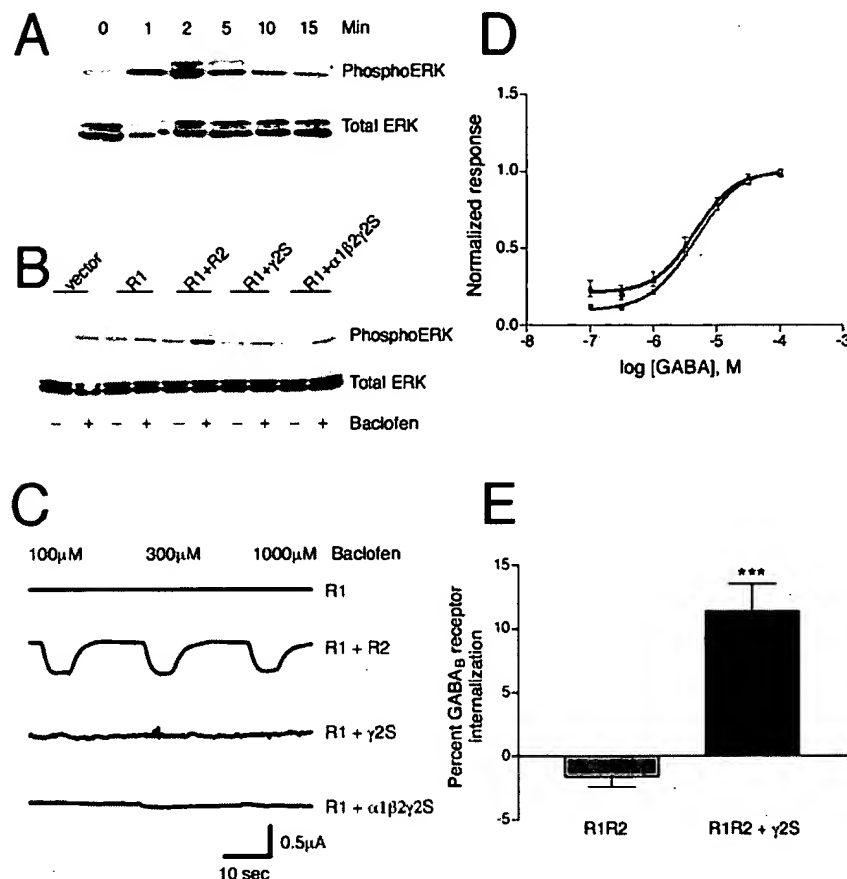 A
0 1 2 5 10 15 Min
PhosphoERK
Total ERK
B
vector R1 R1+R2 R1+γ2S R1+α1β2γ2S
PhosphoERK
Total ERK
− + − + − + − + − + Baclofen
C
100µM 300µM 1000µM Baclofen
R1
R1 + R2
R1 + γ2S
R1 + α1β2γ2S
0.5µA
10 sec
D
Normalized response
1.5
1.0
0.5
0.0
-8 -7 -6 -5 -4 -3
log [GABA], M
E
Percent GABAB receptor
internalization
15
10
5
0
-5
***
R1R2 R1R2 + γ2S